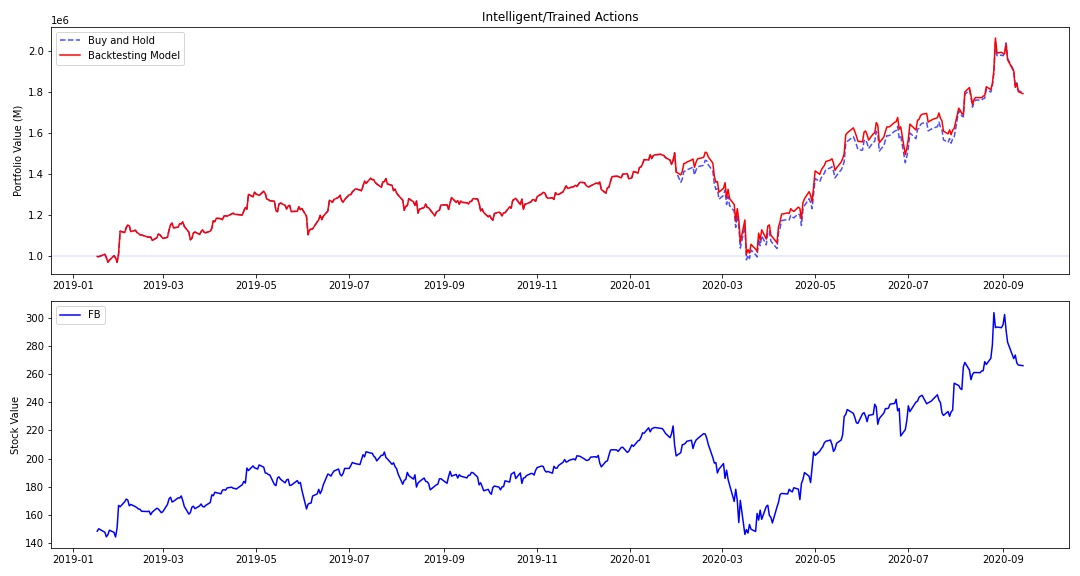 Intelligent/Trained Actions
1e6
Buy and Hold
Backtesting Model
Portfolio Value (M)
2.0
1.8
1.6
1.4
1.2
1.0
2019-01 2019-03 2019-05 2019-07 2019-09 2019-11 2020-01 2020-03 2020-05 2020-07 2020-09
FB
Stock Value
300
280
260
240
220
200
180
160
140
2019-01 2019-03 2019-05 2019-07 2019-09 2019-11 2020-01 2020-03 2020-05 2020-07 2020-09